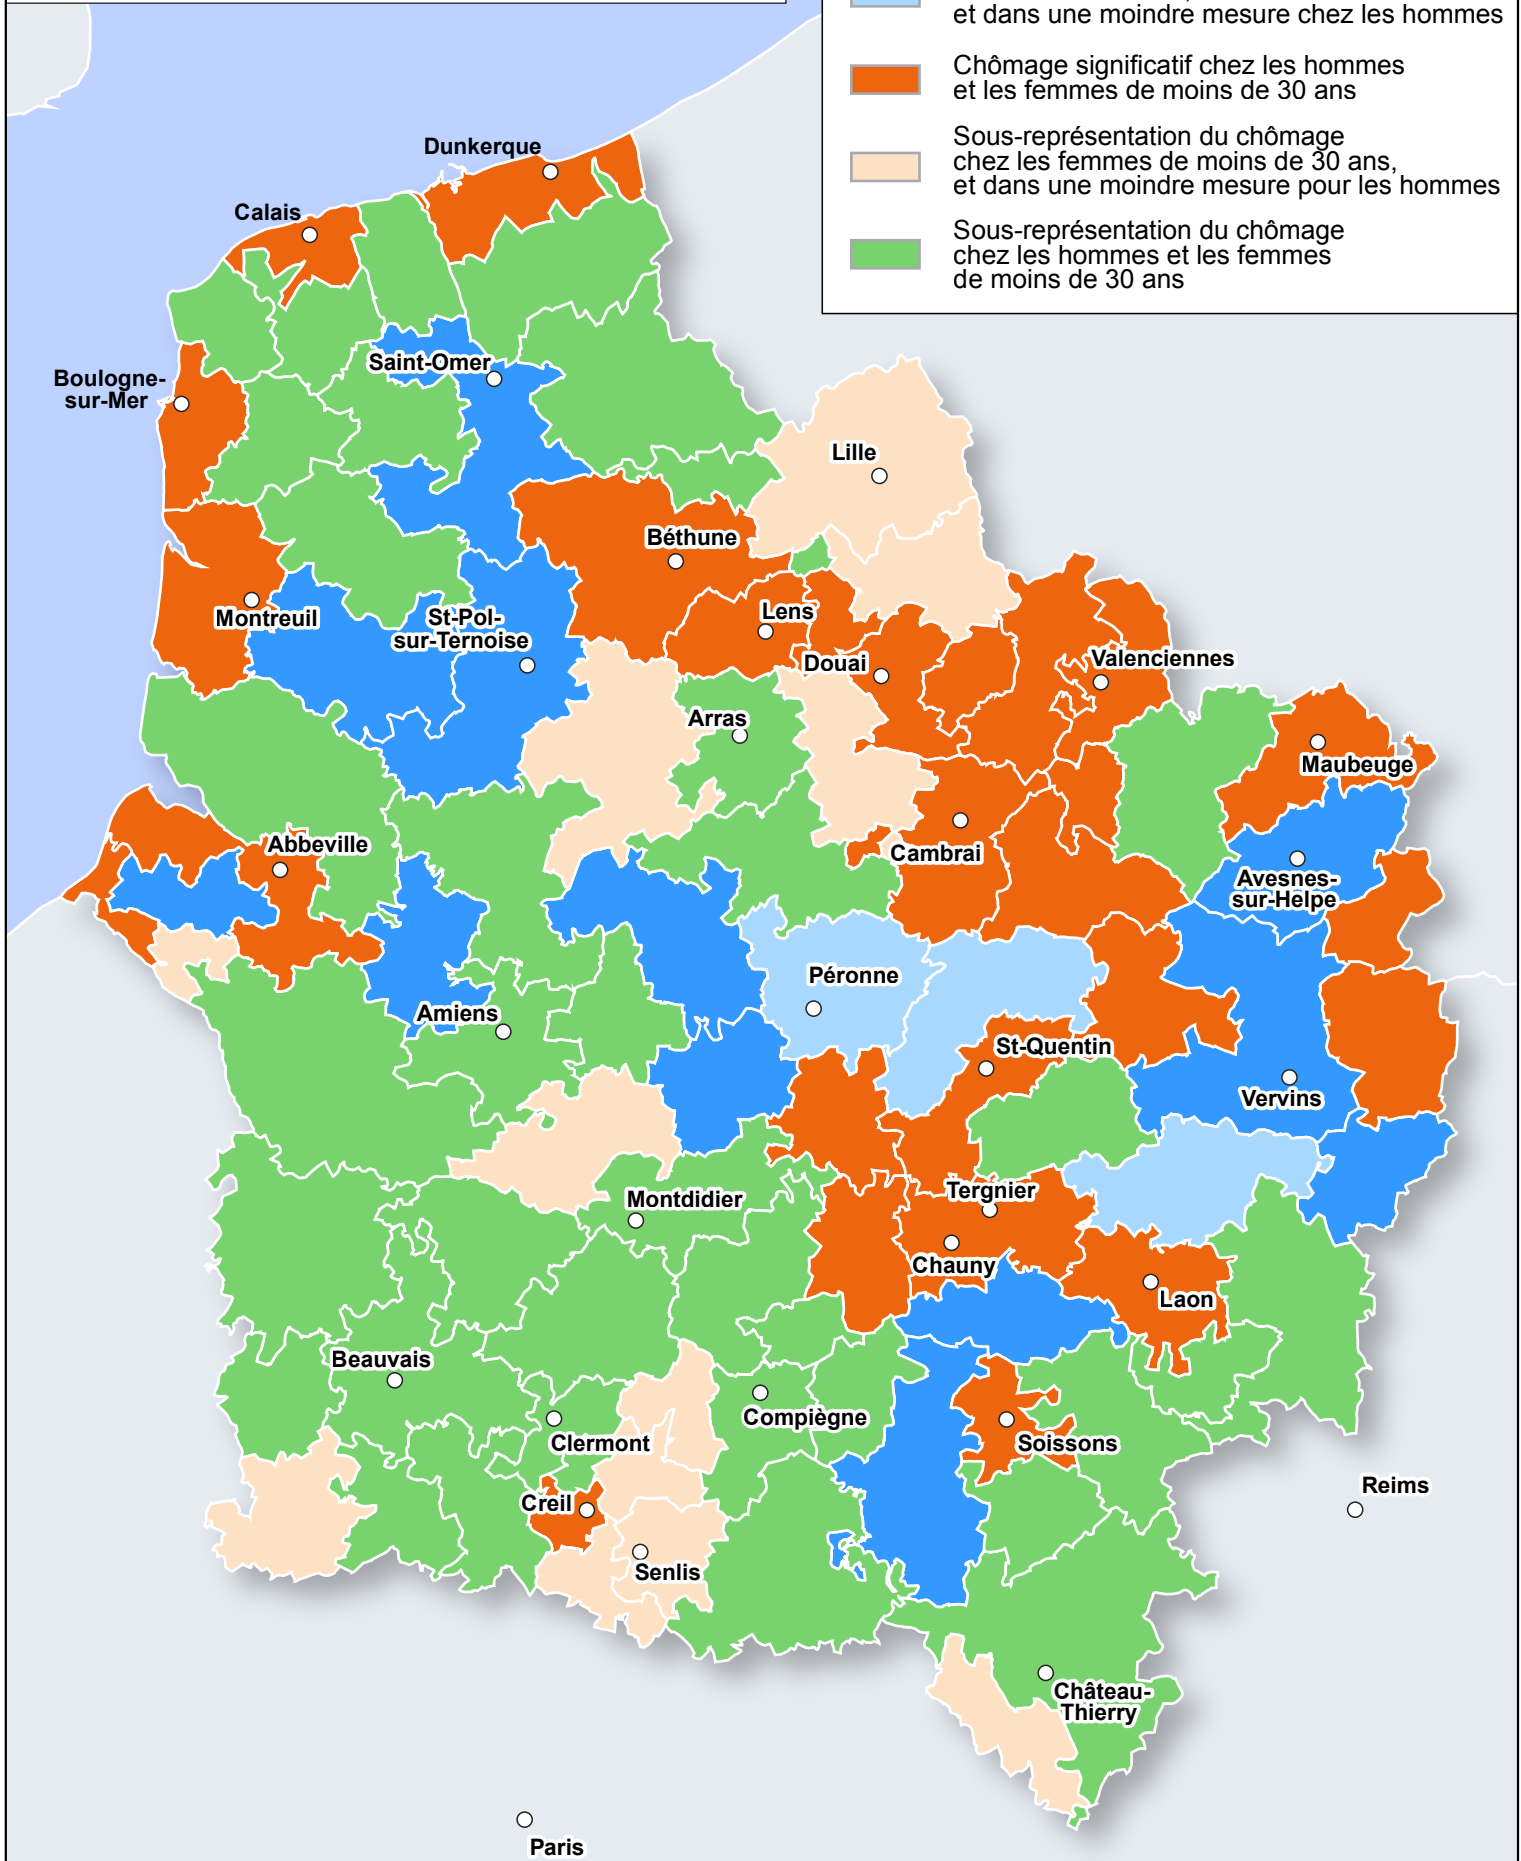 et dans une moindre mesure chez les hommes
Chômage significatif chez les hommes
et les femmes de moins de 30 ans
Sous-représentation du chômage
chez les femmes de moins de 30 ans,
et dans une moindre mesure pour les hommes
Sous-représentation du chômage
chez les hommes et les femmes
de moins de 30 ans
Dunkerque
Calais
Saint-Omer
Boulogne-
sur-Mer
Lille
Béthune
Montreuil
St-Pol-
sur-Ternoise
Lens
Douai
Valenciennes
Arras
Maubeuge
Abbeville
Cambrai
Avesnes-
sur-Helpe
Péronne
Amiens
St-Quentin
Vervins
Montdidier
Tergnier
Chauny
Laon
Beauvais
Compiègne
Clermont
Soissons
Creil
Reims
Senlis
Château-
Thierry
Paris